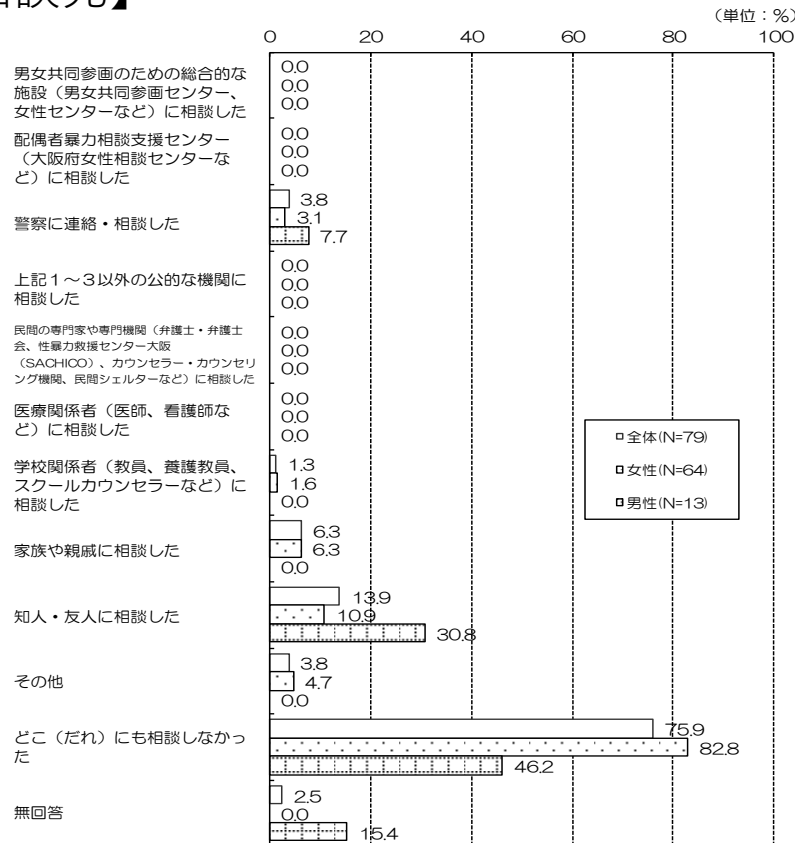 （単位：％）
0 20 40 60 80 100
男女共同参画のための総合的な
施設（男女共同参画センター、
女性センターなど）に相談した
0.0
0.0
0.0
配偶者暴力相談支援センター
（大阪府女性相談センターな
ど）に相談した
0.0
0.0
0.0
警察に連絡・相談した
3.8
3.1
7.7
上記１～３以外の公的な機関に
相談した
0.0
0.0
0.0
民間の専門家や専門機関（弁護士・弁護士
会、性暴力救援センター大阪
（SACHICO）、カウンセラー・カウンセリ
ング機関、民間シェルターなど）に相談した
0.0
0.0
0.0
医療関係者（医師、看護師な
ど）に相談した
0.0
0.0
0.0
学校関係者（教員、養護教員、
スクールカウンセラーなど）に
相談した
1.3
1.6
0.0
家族や親戚に相談した
6.3
6.3
0.0
知人・友人に相談した
13.9
10.9
30.8
その他
3.8
4.7
0.0
どこ（だれ）にも相談しなかっ
た
75.9
82.8
46.2
無回答
2.5
0.0
15.4
全体(N=79)
女性(N=64)
男性(N=13)